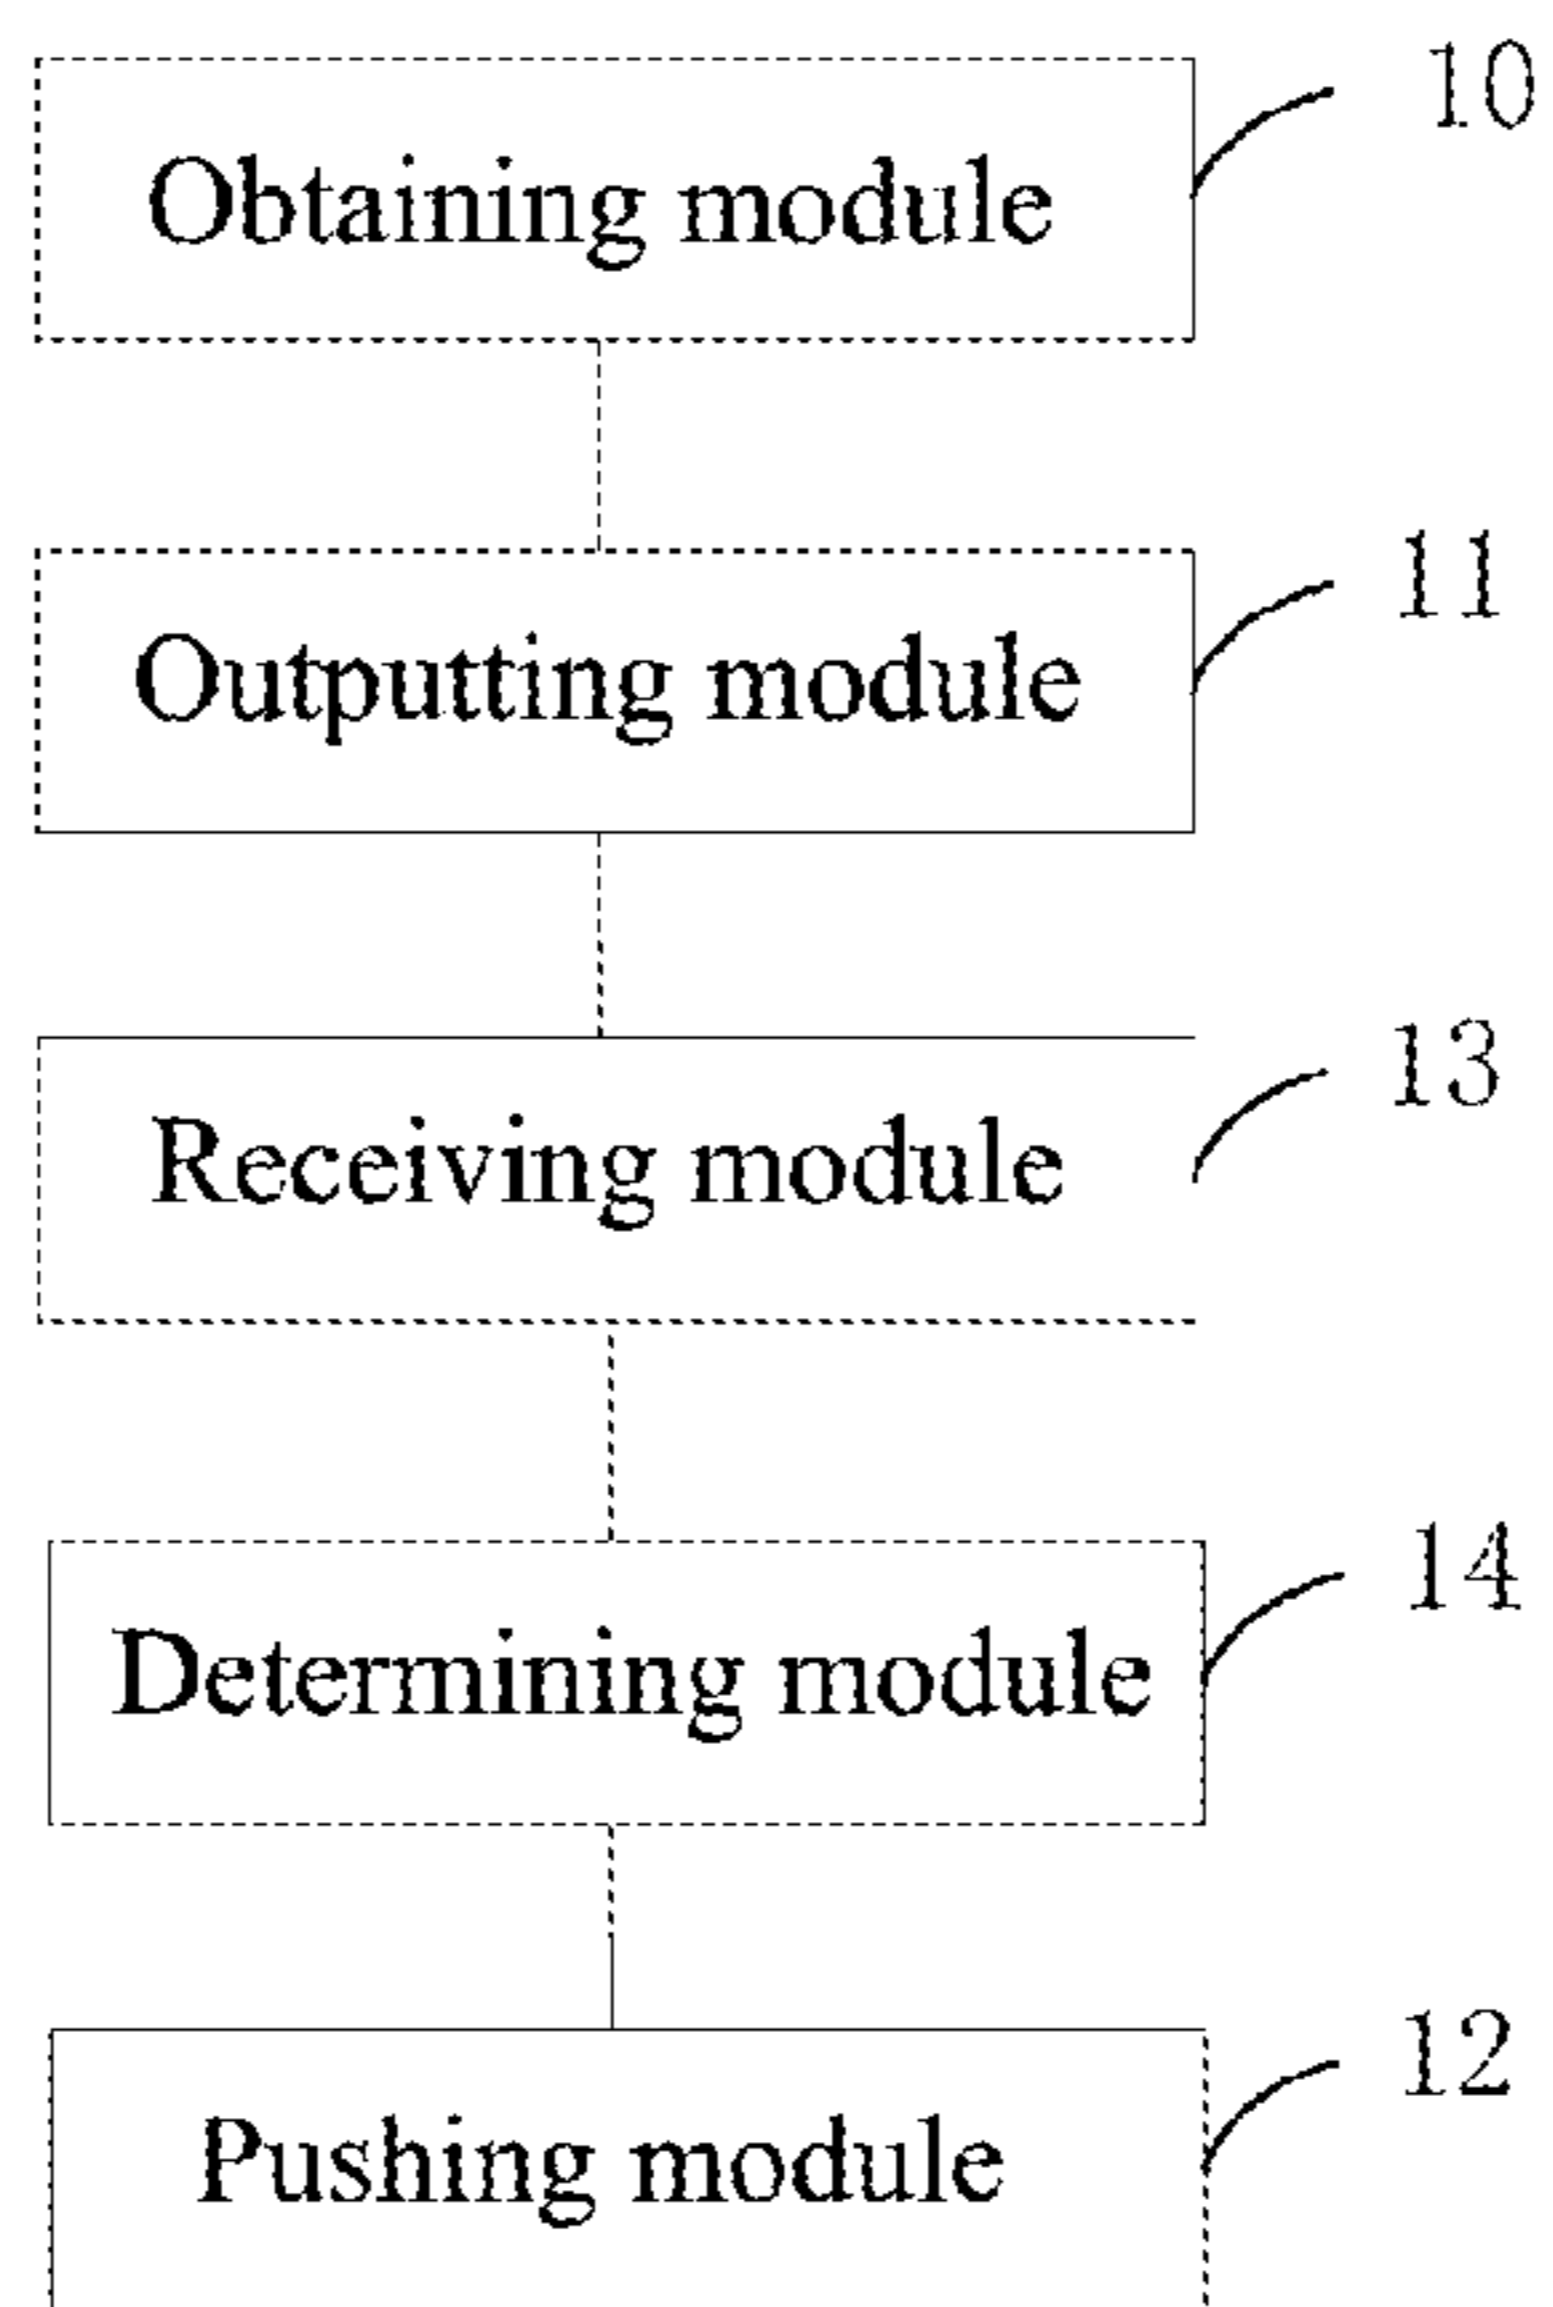 10
Obtaining module
11
Outputting module
13
Receiving module
14
Determining module
12
Pushing module